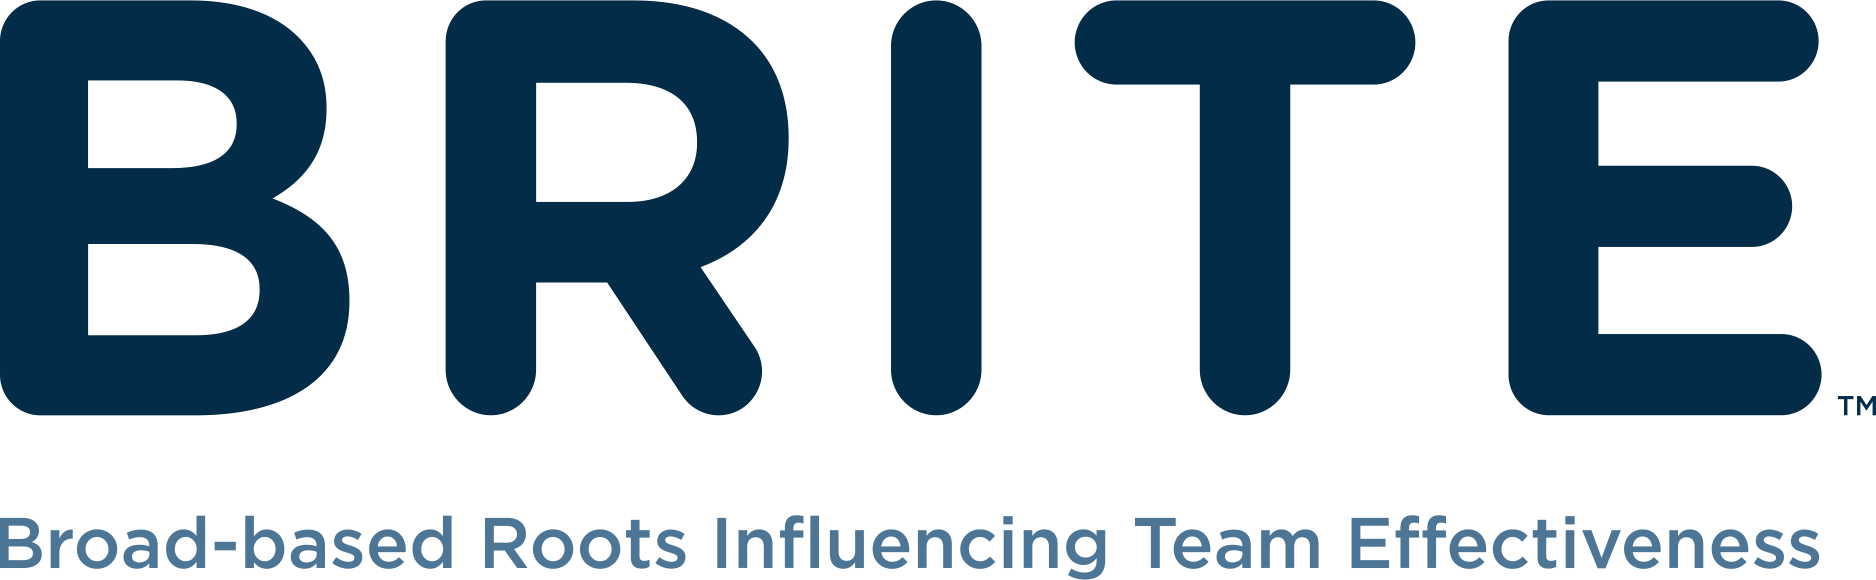 BRITE™
Broad-based Roots Influencing Team Effectiveness